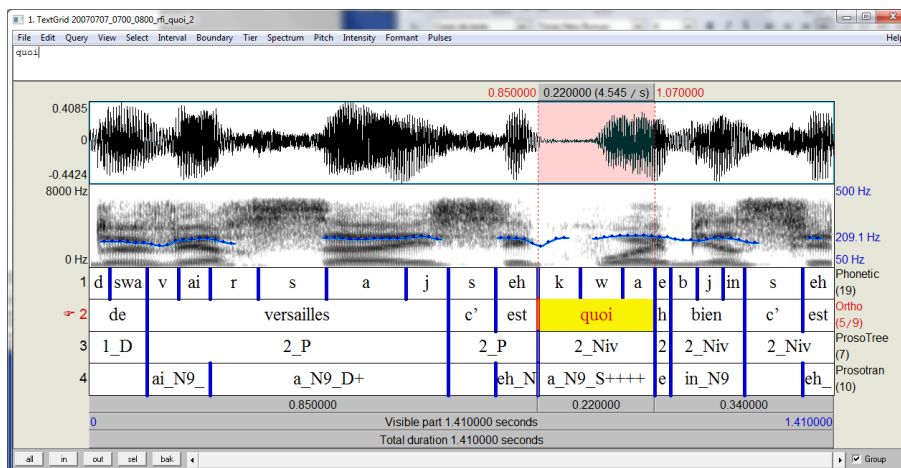 1. TextGrid 20070707_0700_0800_rfi_quoi_2
File Edit Query View Select Interval Boundary Tier Spectrum Pitch Intensity Formant Pulses Help
quoi
0.850000 0.220000 (4.545 / s) 1.070000
0.4085
0
-0.4424
8000 Hz 500 Hz
209.1 Hz
0 Hz 50 Hz
1 d swa v ai r s a j s eh k w a e b j in s eh Phonetic (19)
2 de versailles c' est quoi h bien c' est Ortho (5/9)
3 1_D 2_P 2_P 2_Niv 2 2_Niv 2_Niv ProsoTree (7)
4 ai_N9_ a_N9_D+ eh_N a_N9_S++++ e in_N9 eh_ Prosotran (10)
0.850000 0.220000 0.340000
0 Visible part 1.410000 seconds 1.410000
Total duration 1.410000 seconds
all in out sel bak Group